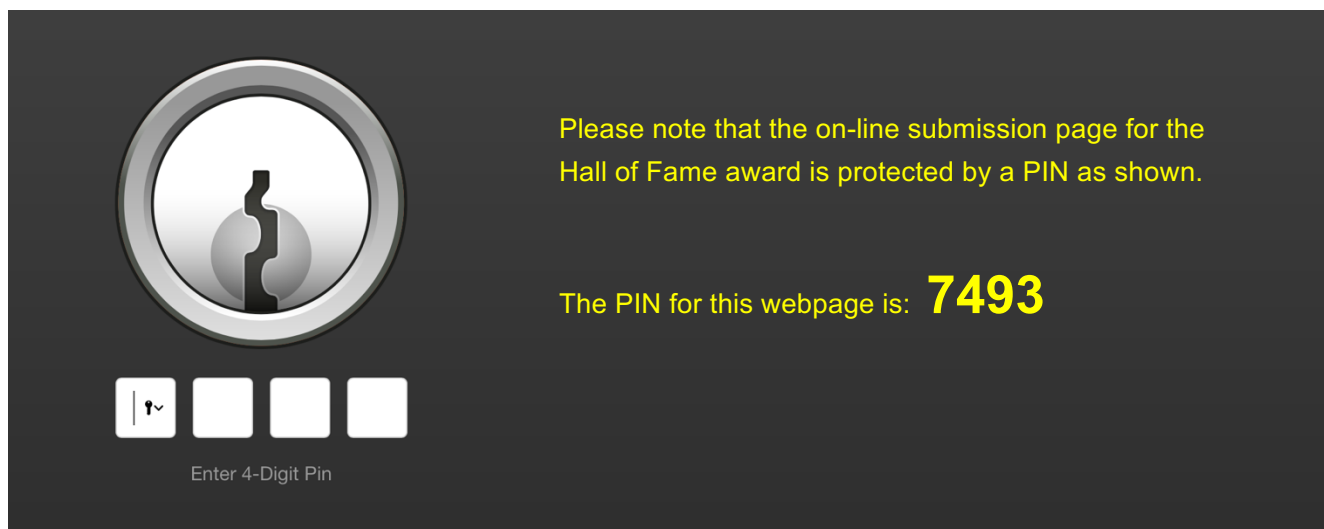 Please note that the on-line submission page for the
Hall of Fame award is protected by a PIN as shown.
The PIN for this webpage is: 7493
Enter 4-Digit Pin